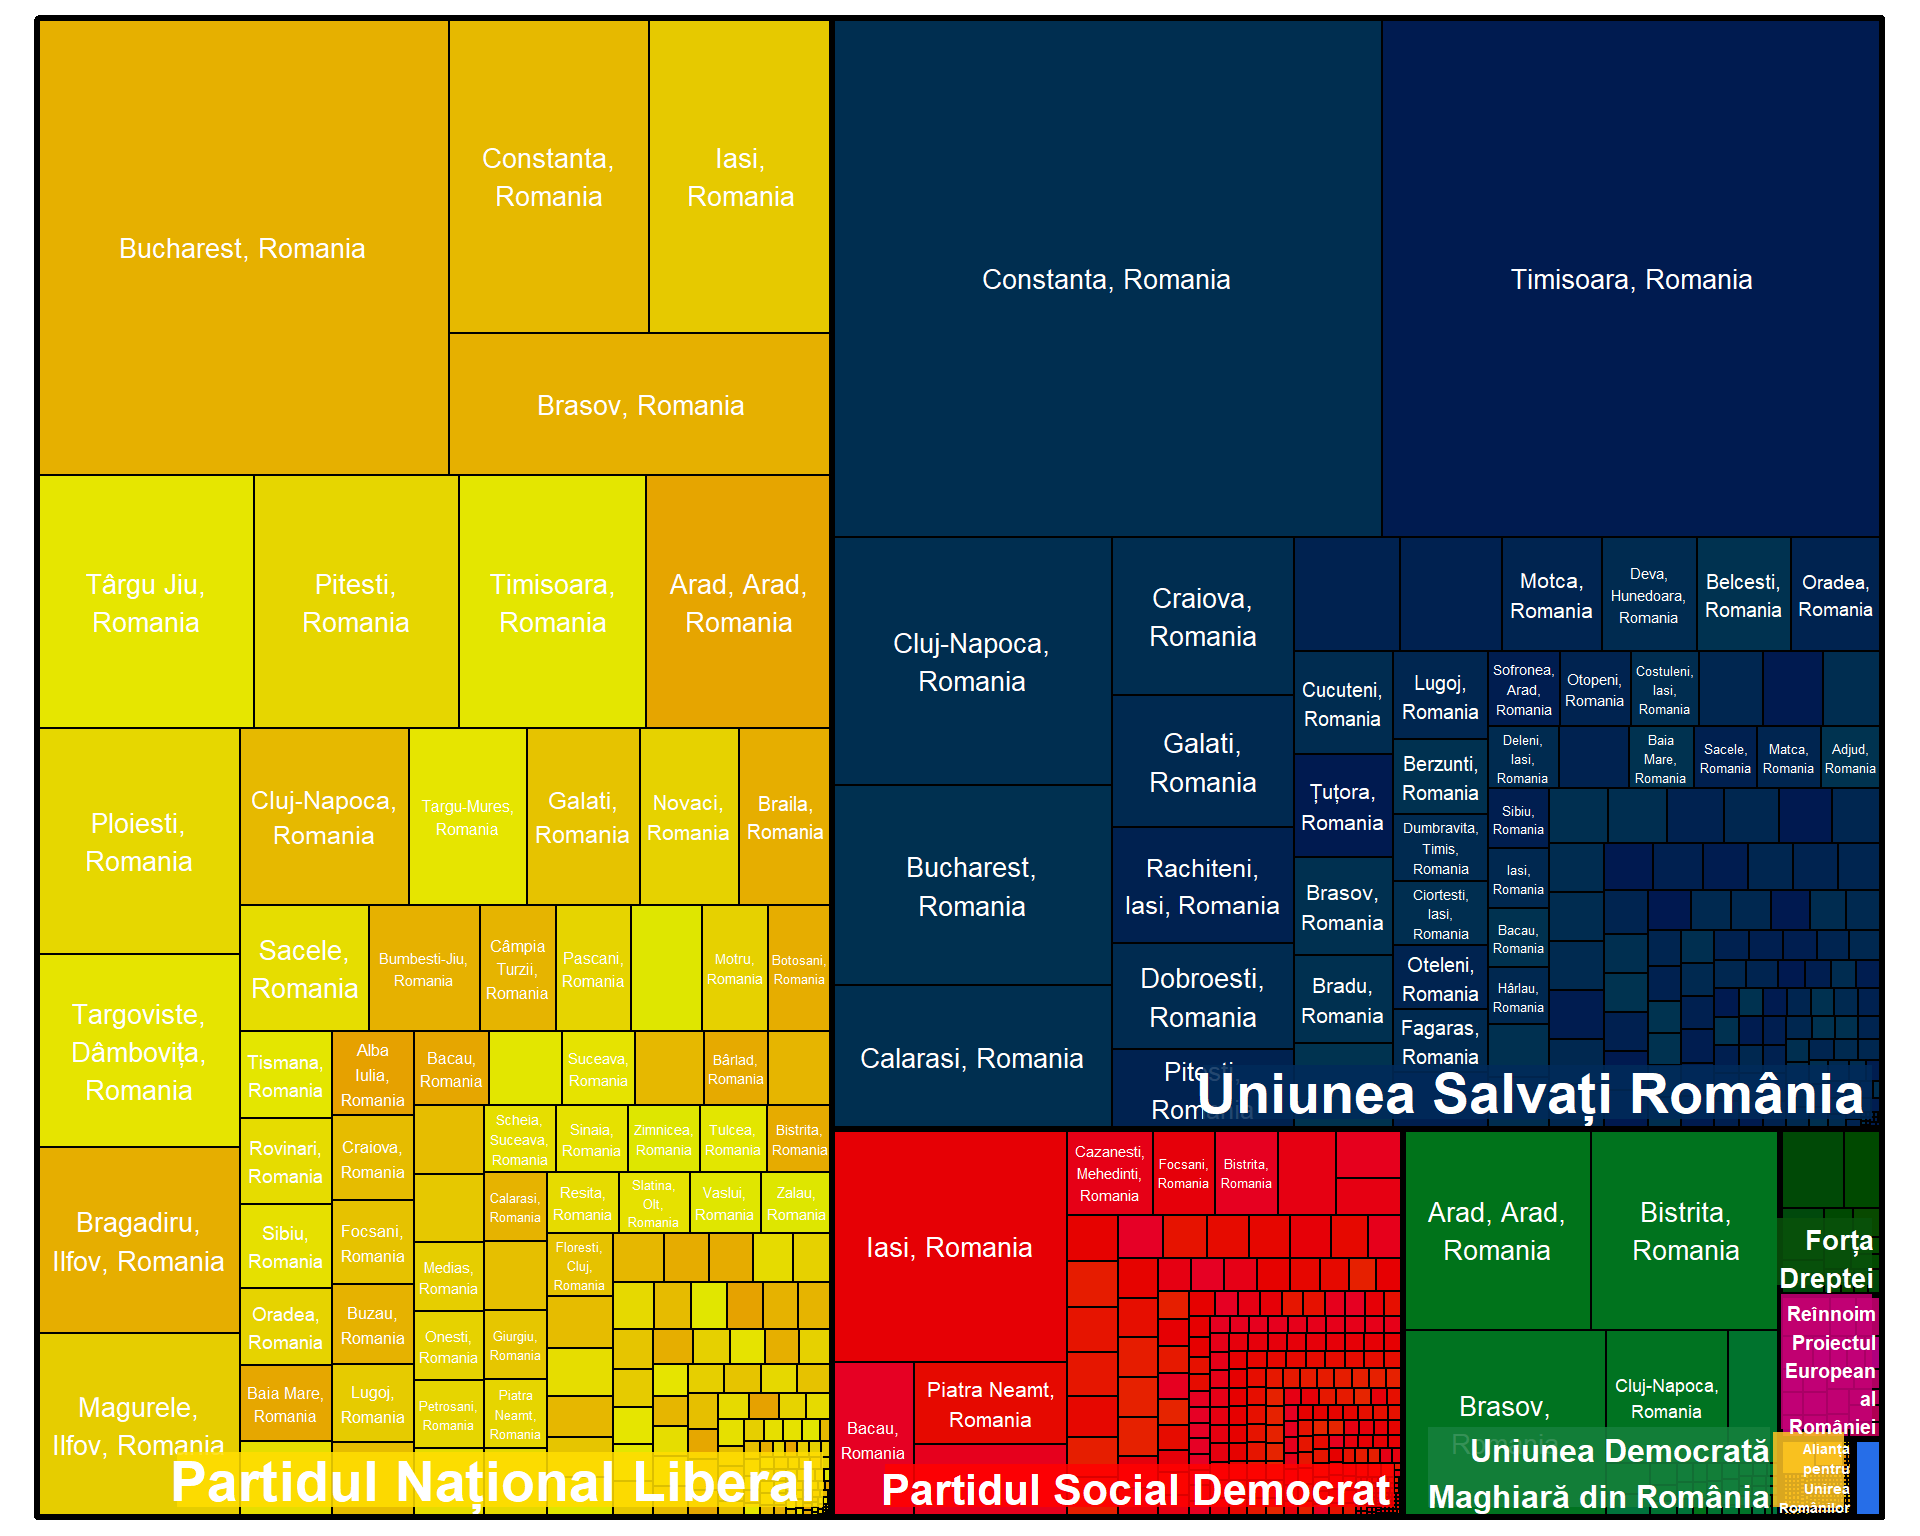 Bucharest, Romania
Constanta,
Romania
Iasi,
Romania
Brasov, Romania
Târgu Jiu,
Romania
Pitesti,
Romania
Timisoara,
Romania
Arad, Arad,
Romania
Ploiesti,
Romania
Targoviste,
Dâmbovița,
Romania
Bragadiru,
Ilfov, Romania
Magurele,
Ilfov, Romania
Cluj-Napoca,
Romania
Targu-Mures,
Romania
Galati,
Romania
Novaci,
Romania
Braila,
Romania
Sacele,
Romania
Bumbesti-Jiu,
Romania
Câmpia
Turzii,
Romania
Pascani,
Romania
Motru,
Romania
Botosani,
Romania
Tismana,
Romania
Rovinari,
Romania
Sibiu,
Romania
Oradea,
Romania
Baia Mare,
Romania
Alba
Iulia,
Romania
Craiova,
Romania
Focsani,
Romania
Buzau,
Romania
Lugoj,
Romania
Bacau,
Romania
Suceava,
Romania
Bârlad,
Romania
Medias,
Romania
Onesti,
Romania
Petrosani,
Romania
Scheia,
Suceava,
Romania
Sinaia,
Romania
Zimnicea,
Romania
Tulcea,
Romania
Bistrita,
Romania
Calarasi,
Romania
Resita,
Romania
Slatina,
Olt,
Romania
Vaslui,
Romania
Zalau,
Romania
Giurgiu,
Romania
Piatra
Neamt,
Romania
Floresti,
Cluj,
Romania
Partidul Național Liberal
Constanta, Romania
Timisoara, Romania
Cluj-Napoca,
Romania
Bucharest,
Romania
Calarasi, Romania
Craiova,
Romania
Galati,
Romania
Rachiteni,
Iasi, Romania
Dobroesti,
Romania
Pitesti,
Romania
Motca,
Romania
Deva,
Hunedoara,
Romania
Belcesti,
Romania
Oradea,
Romania
Cucuteni,
Romania
Țuțora,
Romania
Brasov,
Romania
Bradu,
Romania
Lugoj,
Romania
Berzunti,
Romania
Dumbravita,
Timis,
Romania
Ciortesti,
Iasi,
Romania
Oteleni,
Romania
Fagaras,
Romania
Sofronea,
Arad,
Romania
Otopeni,
Romania
Costuleni,
Iasi,
Romania
Deleni,
Iasi,
Romania
Baia
Mare,
Romania
Sacele,
Romania
Matca,
Romania
Adjud,
Romania
Sibiu,
Romania
Iasi,
Romania
Bacau,
Romania
Hârlau,
Romania
Uniunea Salvați România
Iasi, Romania
Bacau,
Romania
Piatra Neamt,
Romania
Cazanesti,
Mehedinti,
Romania
Focsani,
Romania
Bistrita,
Romania
Partidul Social Democrat
Arad, Arad,
Romania
Bistrita,
Romania
Brasov,
Romania
Cluj-Napoca,
Romania
Uniunea Democrată
Maghiară din România
Forța
Dreptei
Reînnoim
Proiectul
European
al
României
Alianța
pentru
Unirea
Românilor